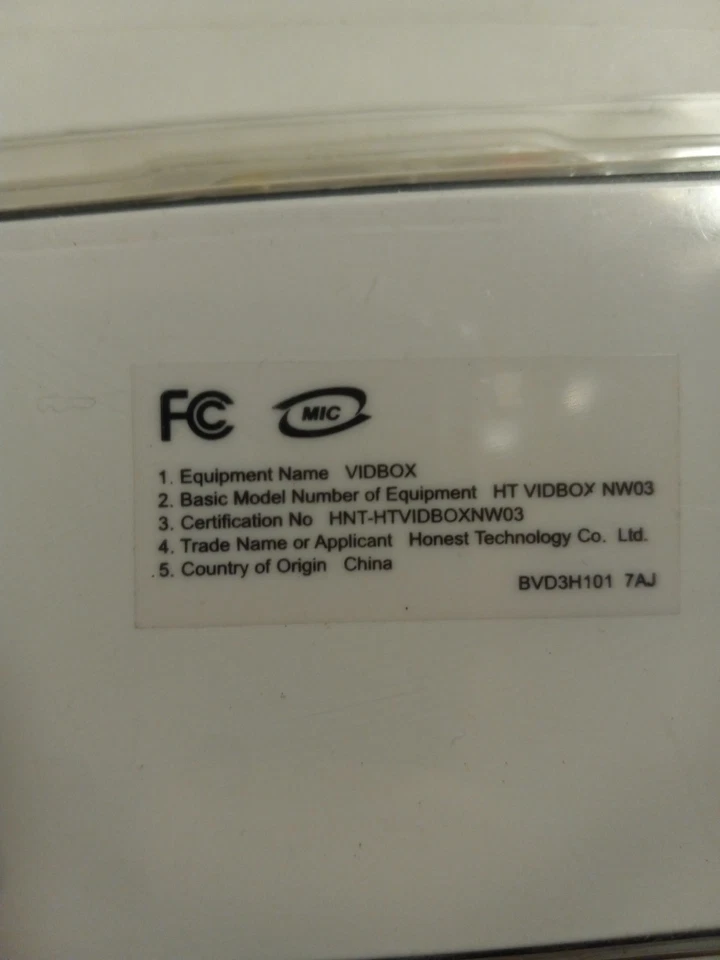 FC MIC
1. Equipment Name VIDBOX
2. Basic Model Number of Equipment HT VIDBOX NW03
3. Certification No HNT-HTVIDBOXNW03
4. Trade Name or Applicant Honest Technology Co. Ltd.
5. Country of Origin China
BVD3H101 7AJ